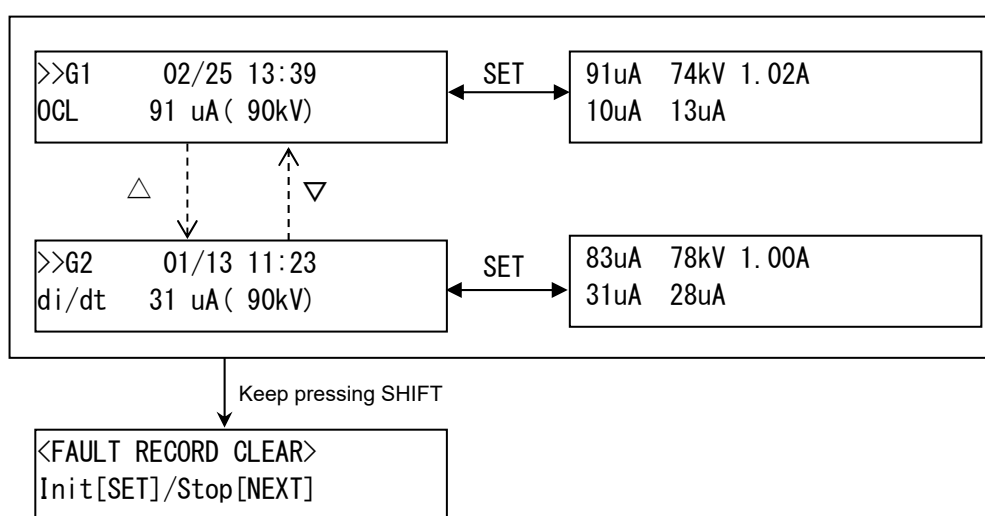 >>G1 02/25 13:39
OCL 91 uA( 90kV)
SET
91uA 74kV 1.02A
10uA 13uA
△
▽
>>G2 01/13 11:23
di/dt 31 uA( 90kV)
SET
83uA 78kV 1.00A
31uA 28uA
Keep pressing SHIFT
<FAULT RECORD CLEAR>
Init[SET]/Stop[NEXT]